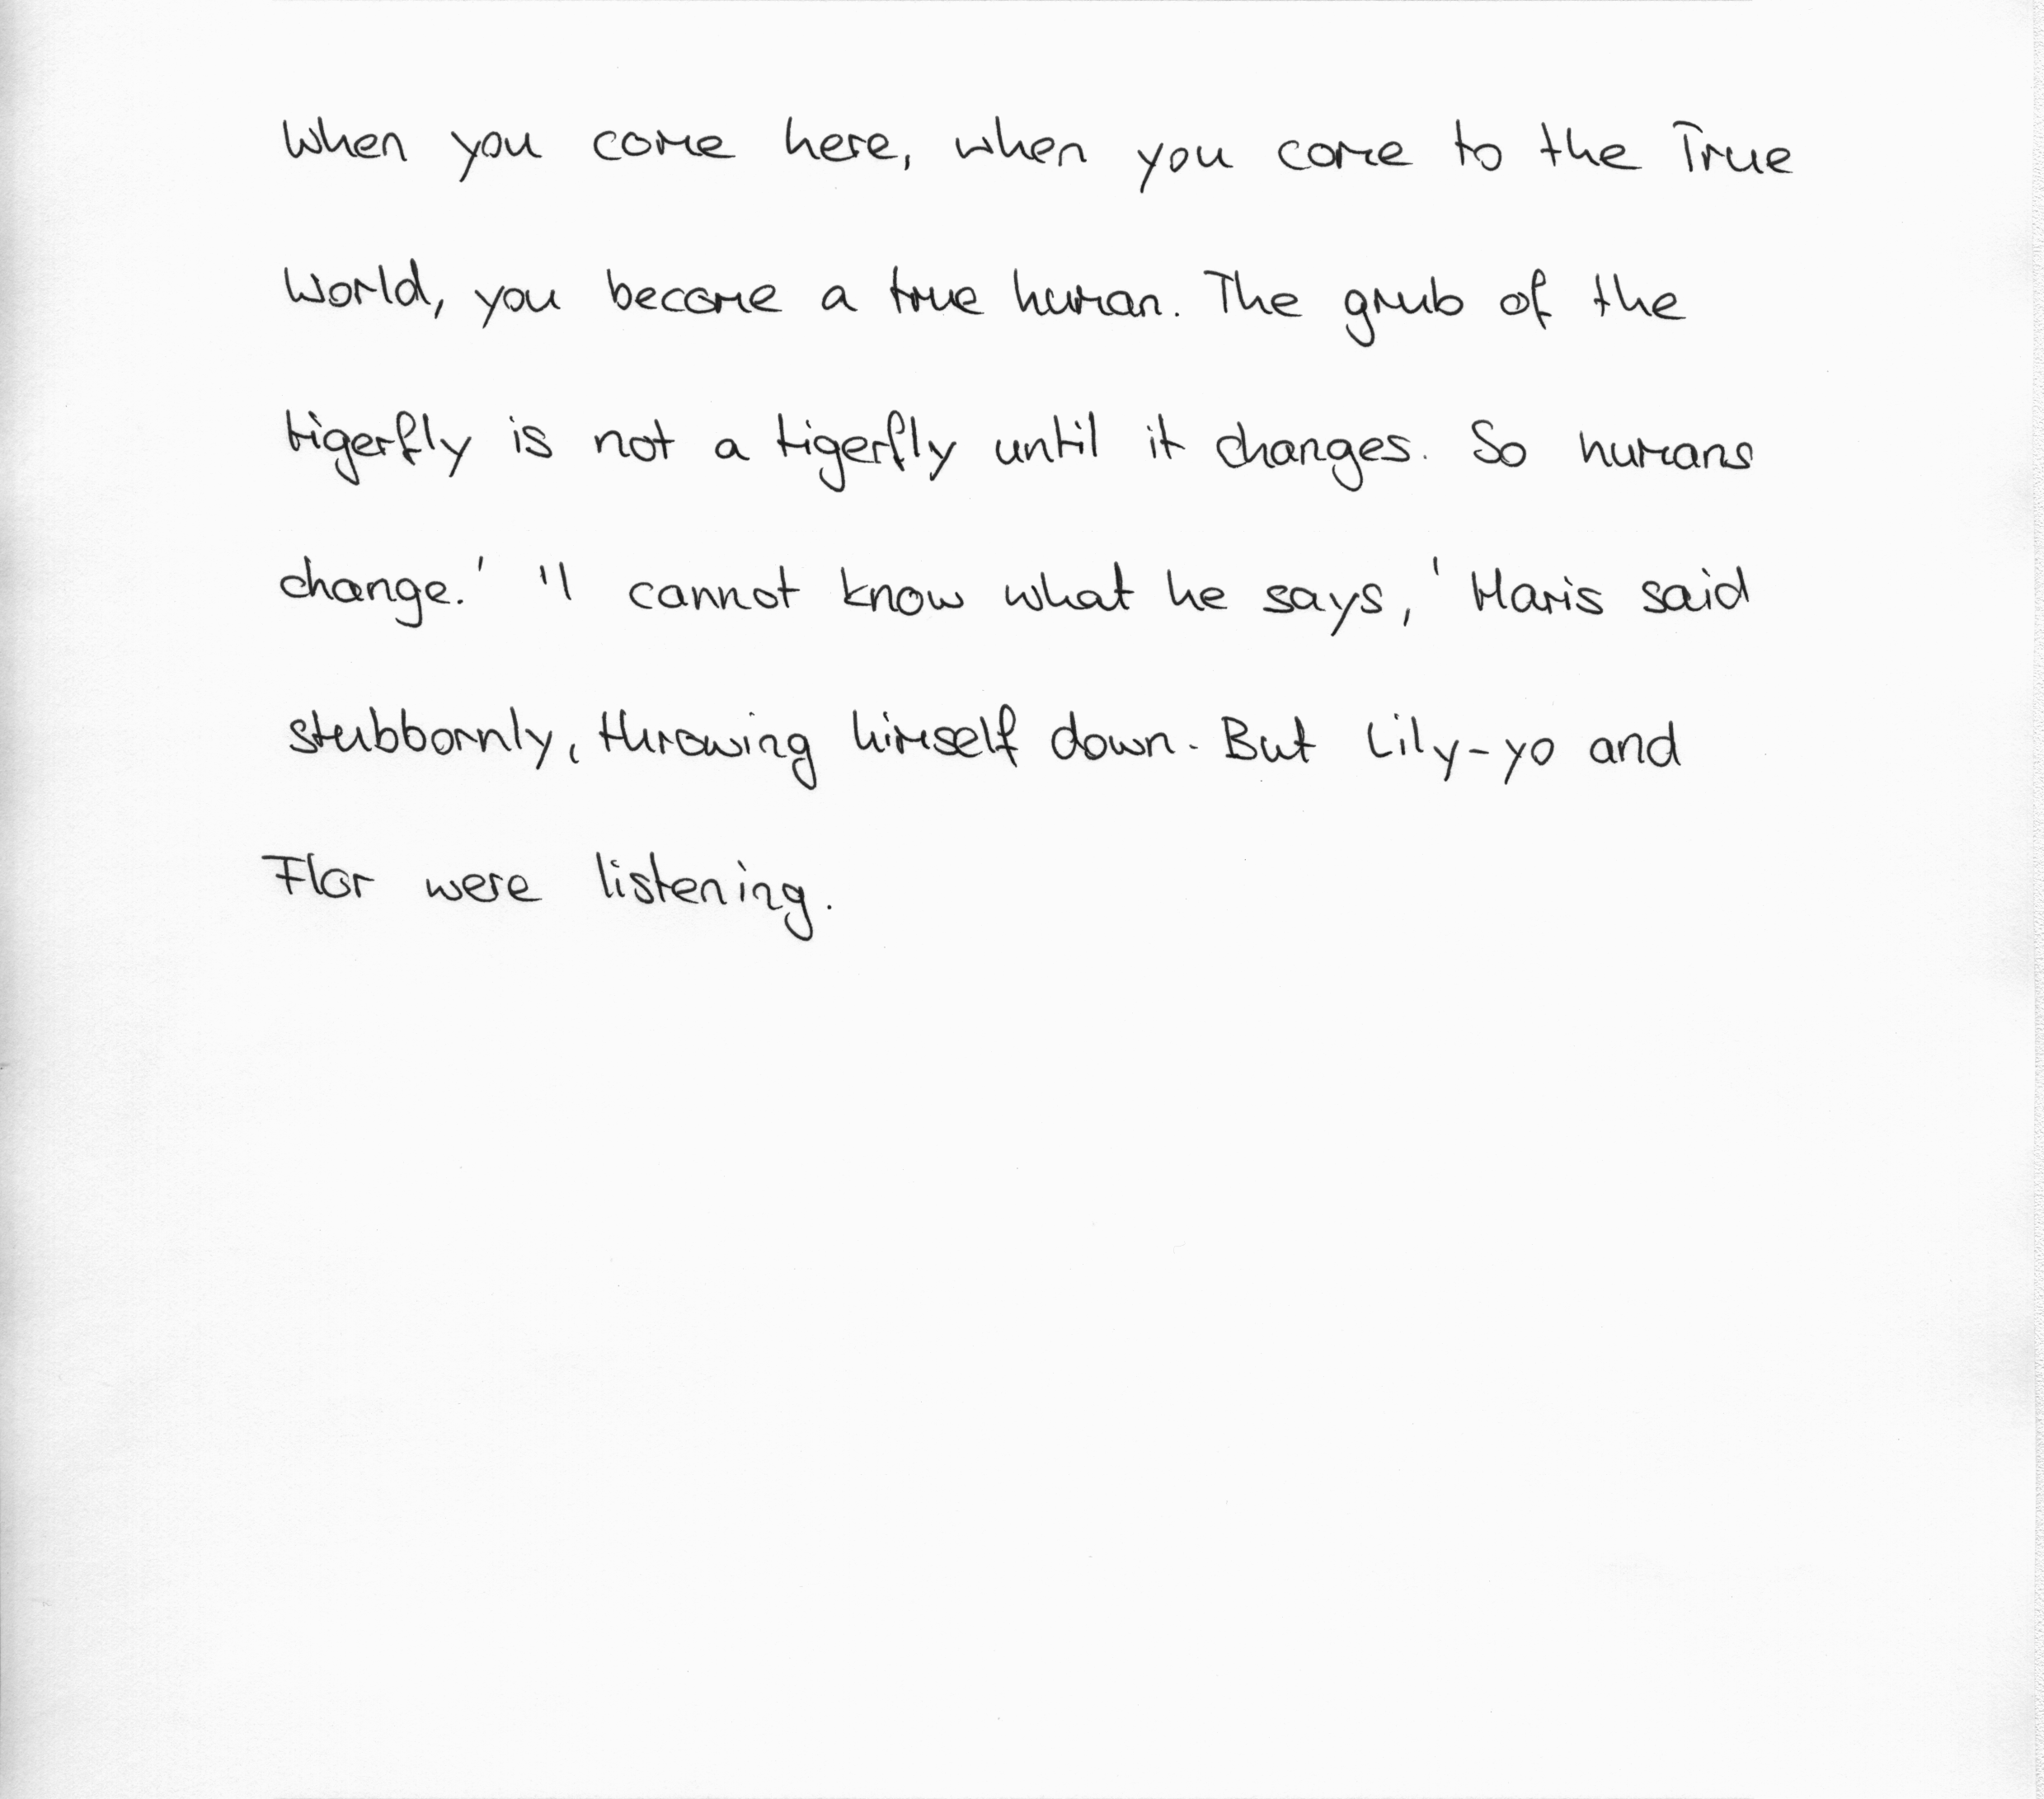 When you come here, when you come to the True
World, you become a true human. The grub of the
tigerfly is not a tigerfly until it changes. So humans
change.' 'I cannot know what he says,' Haris said
stubbornly, throwing himself down. But Lily-yo and
Flor were listening.